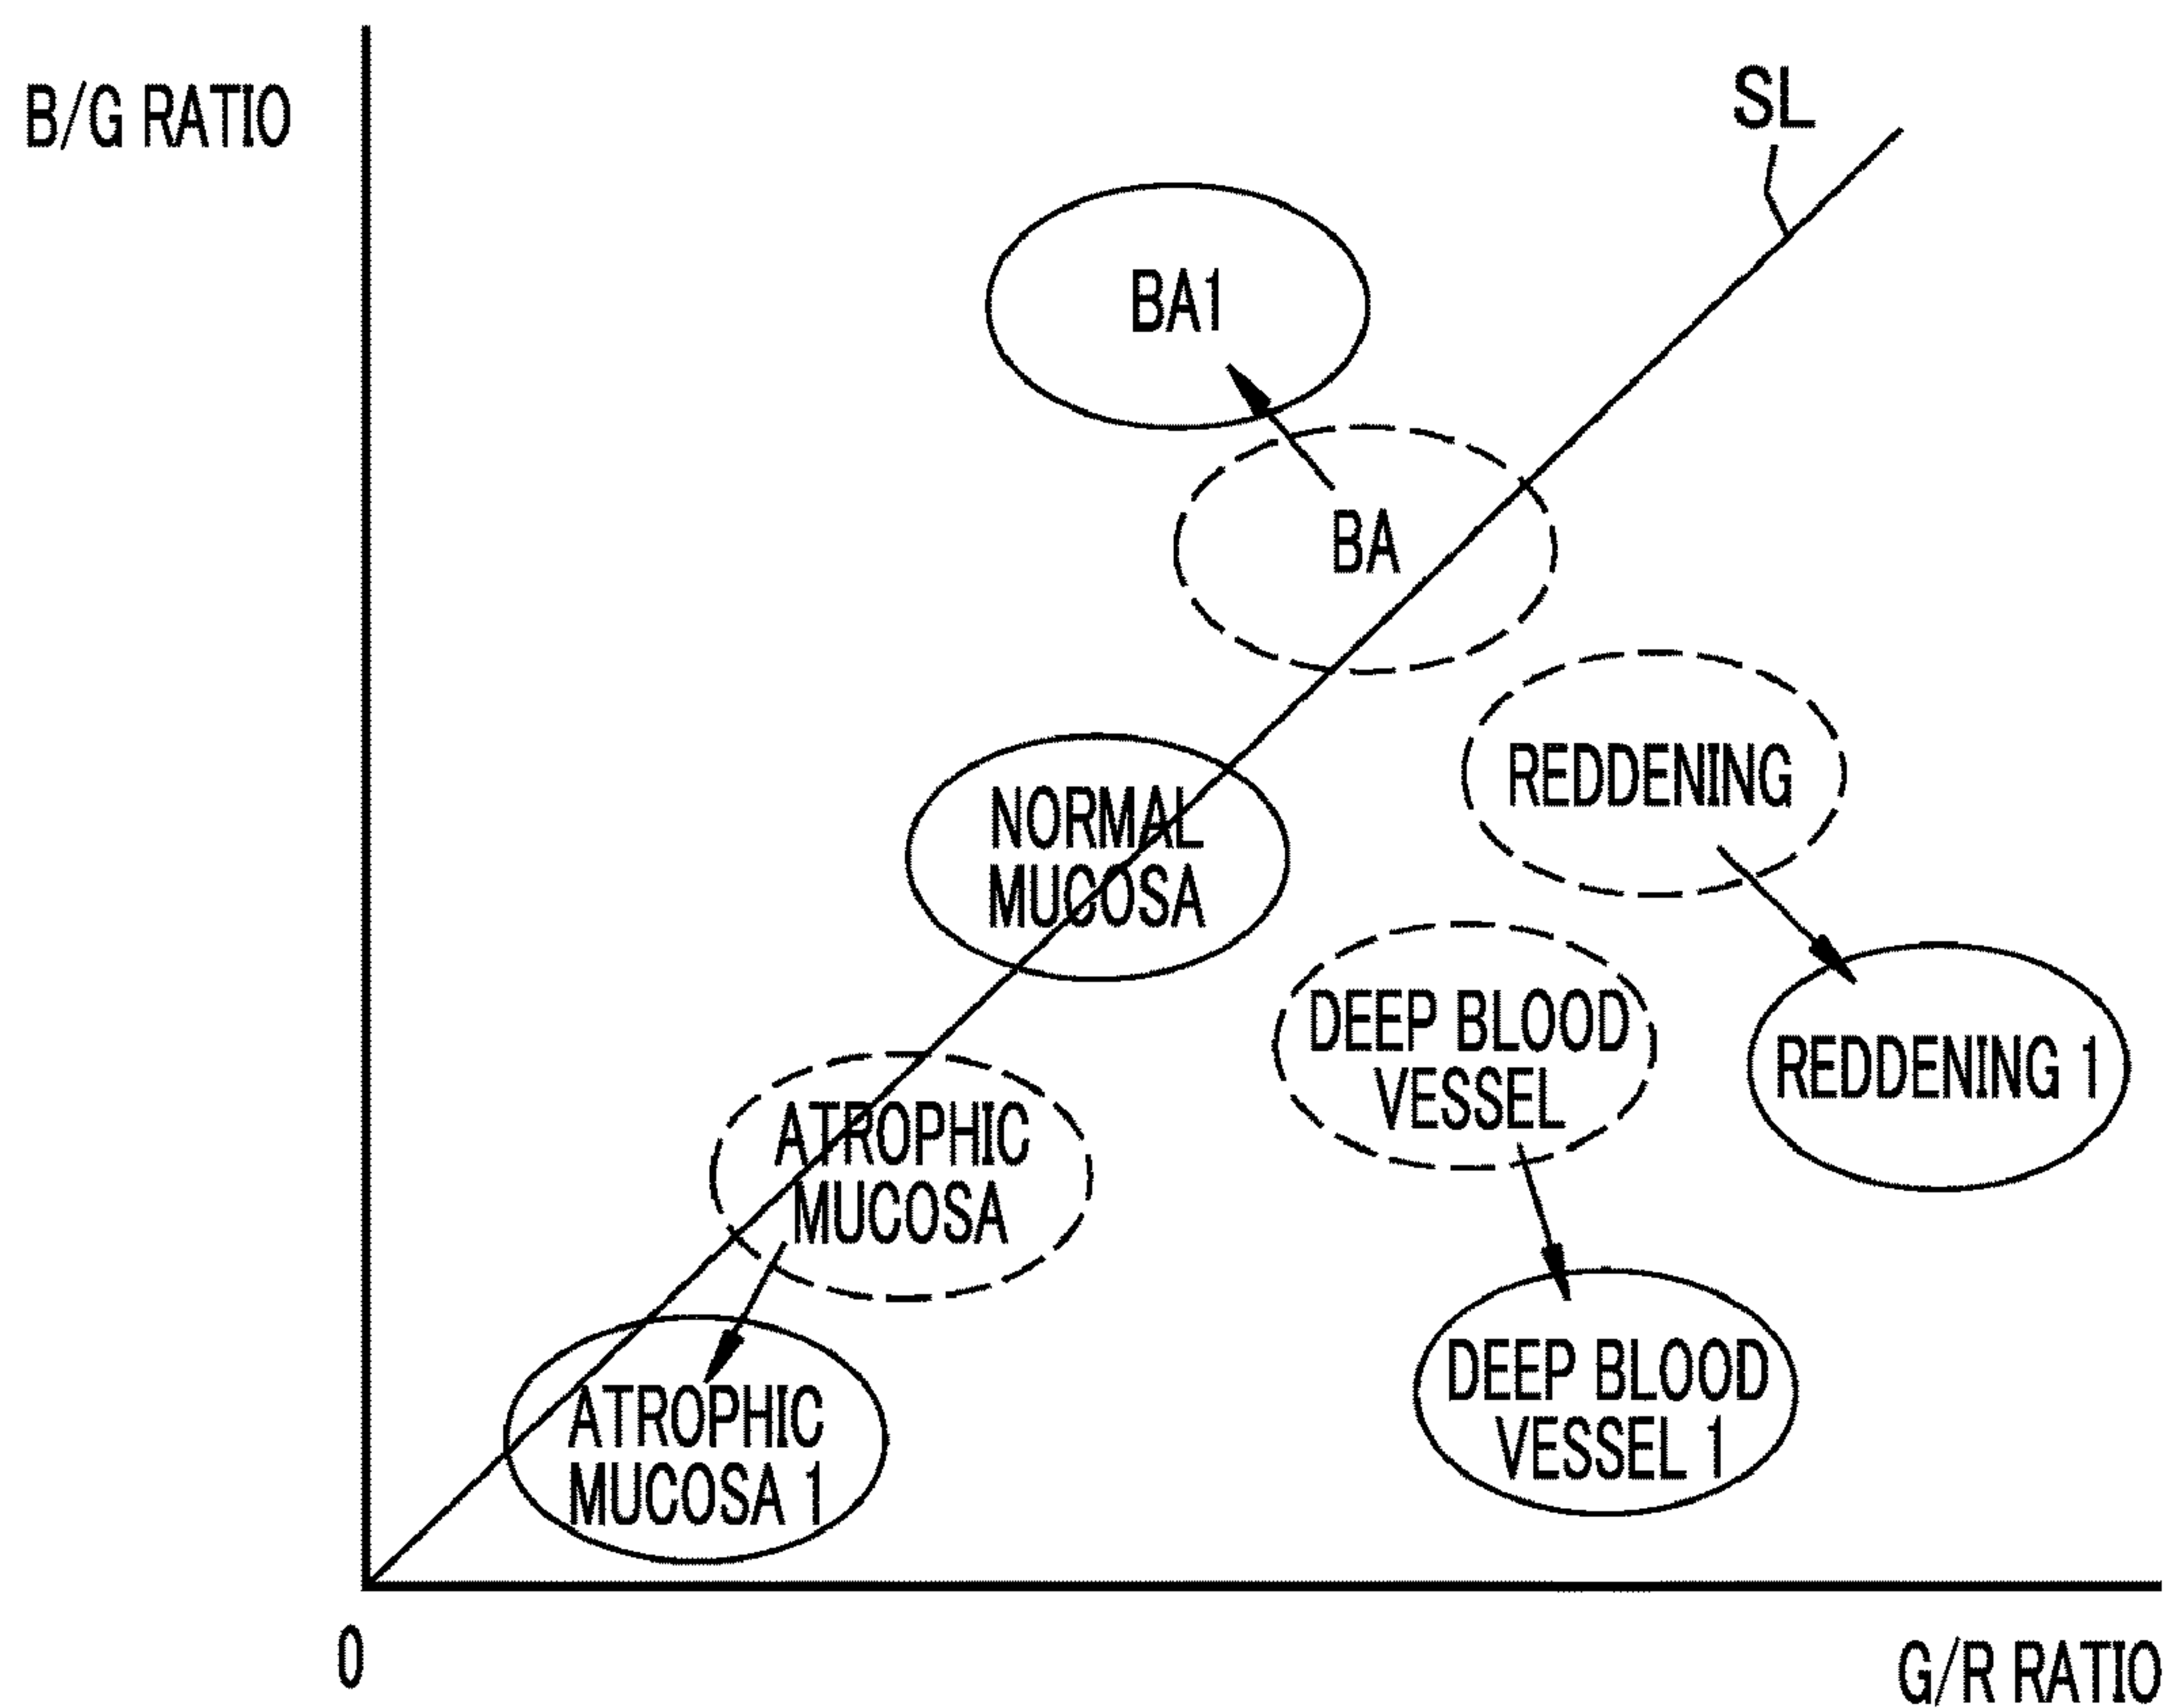 B/G RATIO
SL
BA1
BA
REDDENING
NORMAL
MUCOSA
DEEP BLOOD
VESSEL
REDDENING 1
ATROPHIC
MUCOSA
DEEP BLOOD
VESSEL 1
ATROPHIC
MUCOSA 1
0
G/R RATIO